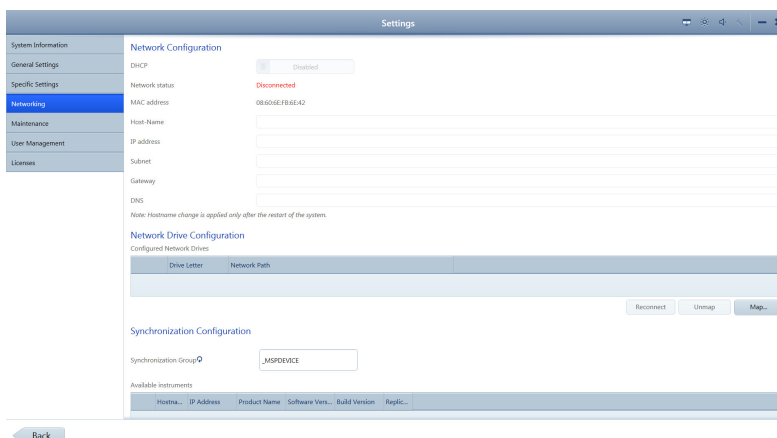 Settings
System Information
General Settings
Specific Settings
Networking
Maintenance
User Management
Licenses
Network Configuration
DHCP Disabled
Network status Disconnected
MAC address 08:60:6E:FB:6E:42
Host-Name
IP address
Subnet
Gateway
DNS
Note: Hostname change is applied only after the restart of the system.
Network Drive Configuration
Configured Network Drives
Drive Letter Network Path
Reconnect Unmap Map...
Synchronization Configuration
Synchronization Group _MSPDEVICE
Available instruments
Hostna... IP Address Product Name Software Vers... Build Version Replic...
Back